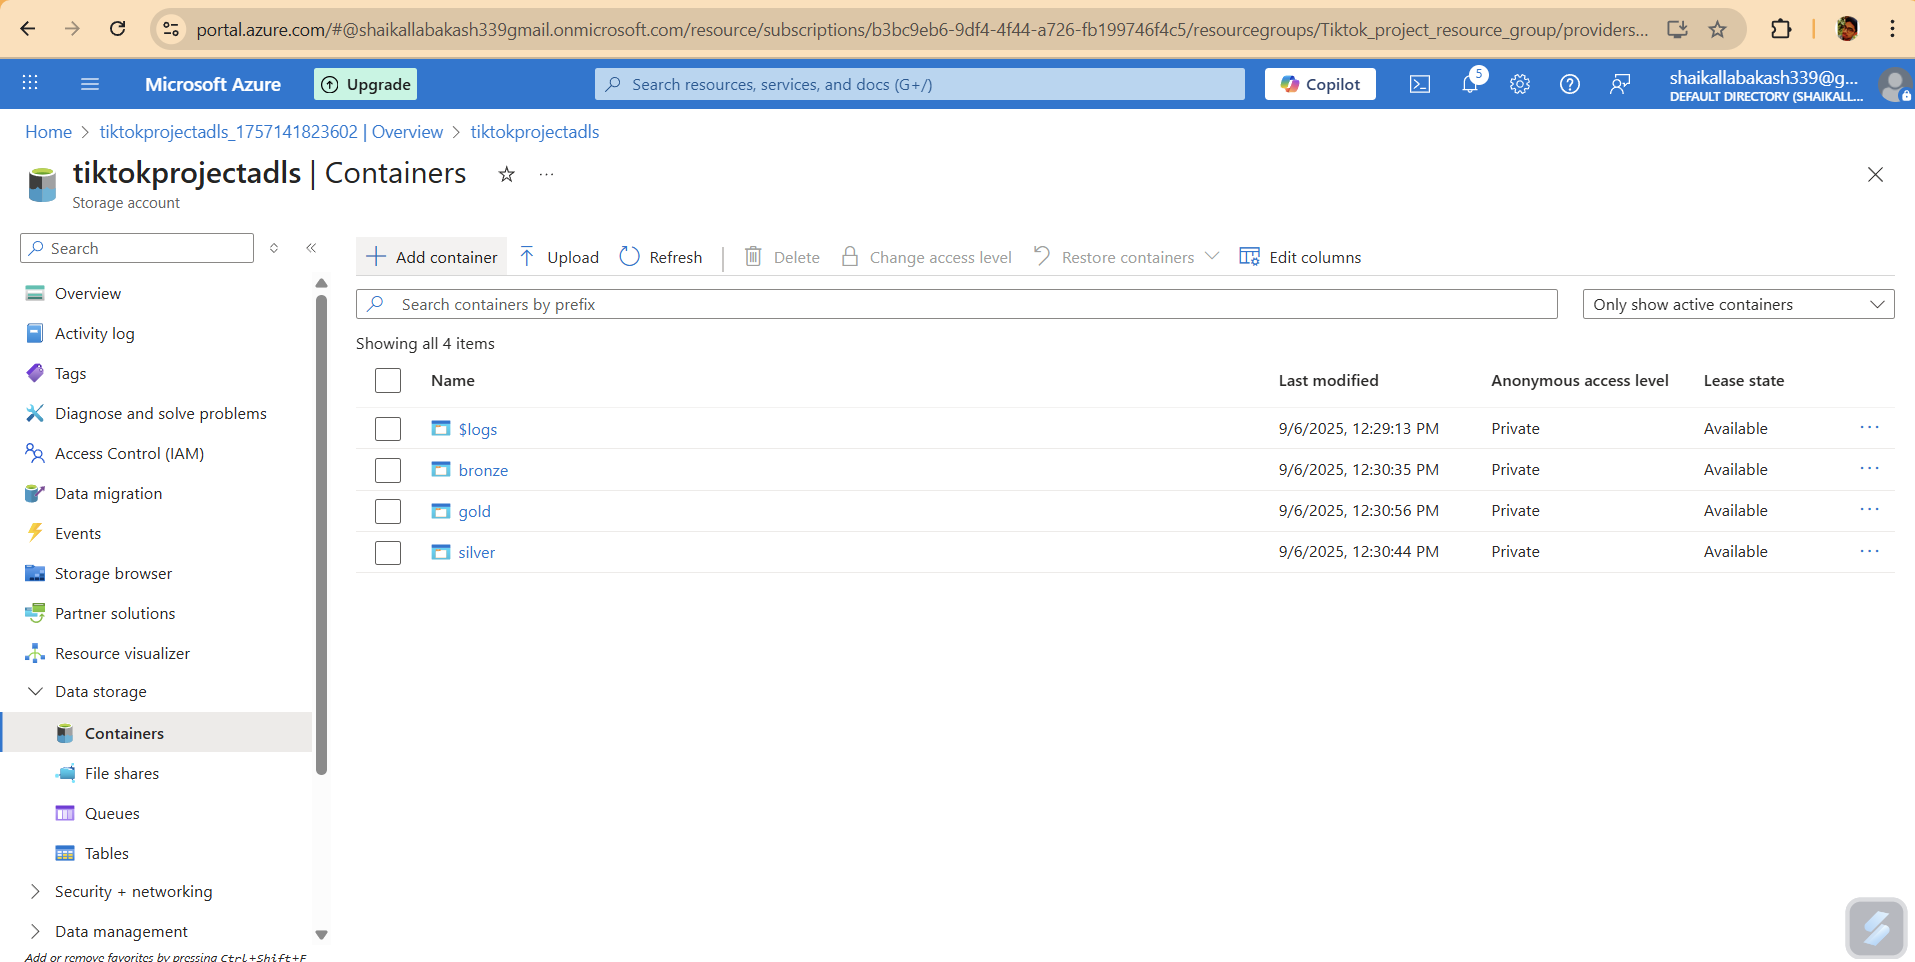 portal.azure.com/#@shaikallabakash339gmail.onmicrosoft.com/resource/subscriptions/b3bc9eb6-9df4-4f44-a726-fb199746f4c5/resourcegroups/Tiktok_project_resource_group/providers...
Microsoft Azure
Upgrade
Search resources, services, and docs (G+/)
Copilot
5
shaikallabakash339@g...
DEFAULT DIRECTORY (SHAIKALL...
Home > tiktokprojectadls_1757141823602 | Overview > tiktokprojectadls
tiktokprojectadls | Containers
Storage account
Search
Overview
Activity log
Tags
Diagnose and solve problems
Access Control (IAM)
Data migration
Events
Storage browser
Partner solutions
Resource visualizer
Data storage
Containers
File shares
Queues
Tables
Security + networking
Data management
Add or remove favorites by pressing Ctrl+Shift+F
Add container Upload Refresh Delete Change access level Restore containers Edit columns
Search containers by prefix
Only show active containers
Showing all 4 items
Name Last modified Anonymous access level Lease state
$logs 9/6/2025, 12:29:13 PM Private Available ...
bronze 9/6/2025, 12:30:35 PM Private Available ...
gold 9/6/2025, 12:30:56 PM Private Available ...
silver 9/6/2025, 12:30:44 PM Private Available ...